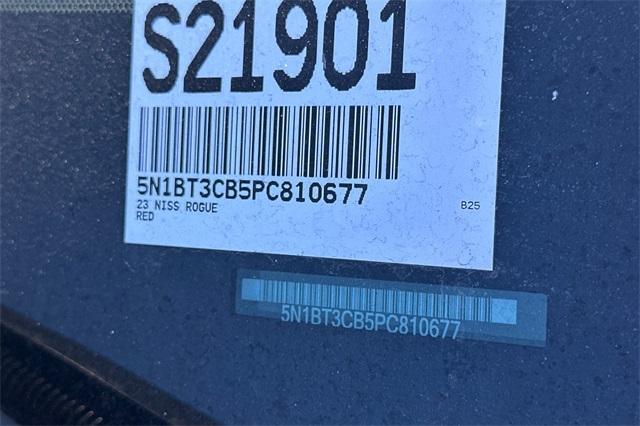 S21901
5N1BT3CB5PC810677
23 NISS ROGUE
RED
B25
5N1BT3CB5PC810677